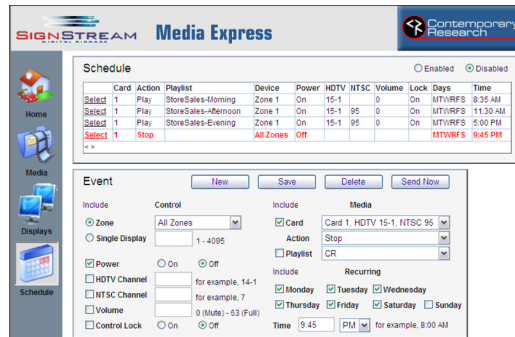 SIGNSTREAM
DIGITAL SIGNAGE
Media Express
Contemporary
Research
Home
Media
Displays
Schedule
Schedule
Enabled Disabled
Card Action Playlist Device Power HDTV NTSC Volume Lock Days Time
Select 1 Play StoreSales-Morning Zone 1 On 15-1 0 On MTWRFS 8:35 AM
Select 1 Play StoreSales-Afternoon Zone 1 On 15-1 95 0 On MTWRFS 11:30 AM
Select 1 Play StoreSales-Evening Zone 1 On 15-1 95 0 On MTWRFS 5:00 PM
Select 1 Stop All Zones Off MTWRFS 9:45 PM
< >
Event New Save Delete Send Now
Include Control Include Media
Zone All Zones Card Card 1, HDTV 15-1, NTSC 95
Single Display 1 - 4095 Action Stop
Playlist CR
Power On Off Include Recurring
HDTV Channel for example, 14-1 Monday Tuesday Wednesday
NTSC Channel for example, 7 Thursday Friday Saturday Sunday
Volume 0 (Mute) - 63 (Full)
Control Lock On Off Time 9:45 PM for example, 8:00 AM